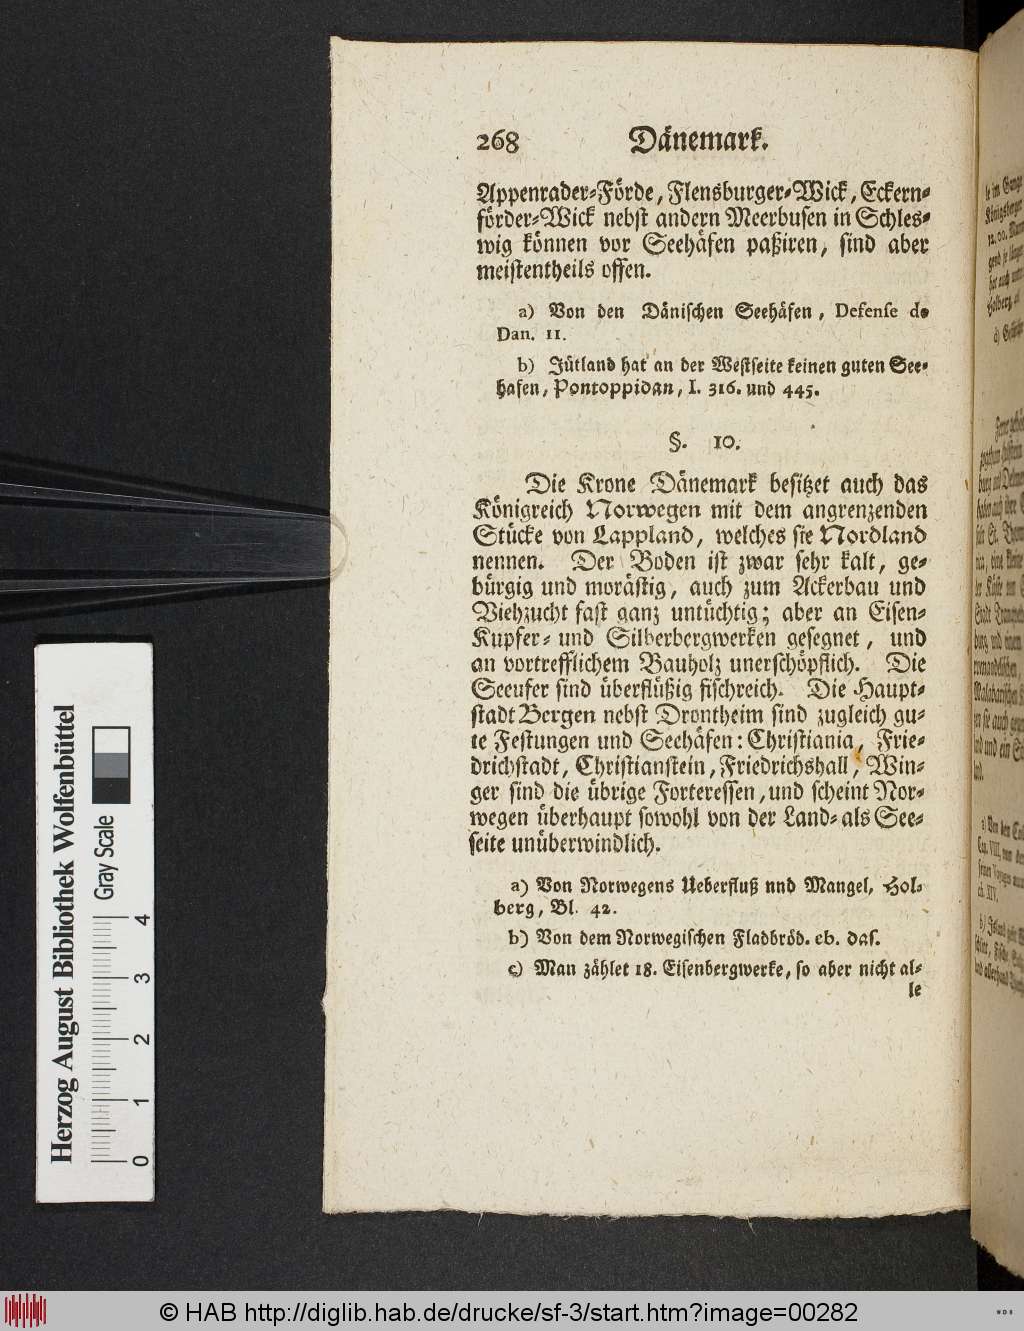 268 Dänemark.
Appenrader-Förde, Flensburger-Wick, Eckern-
förder-Wick nebst andern Meerbusen in Schles-
wig können vor Seehäfen paßiren, sind aber
meistentheils offen.
a) Von den Dänischen Seehäfen, Defense de
Dan. 11.
b) Jütland hat an der Westseite keinen guten See-
hafen, Pontoppidan, I. 316. und 445.
§. 10.
Die Krone Dänemark besitzet auch das
Königreich Norwegen mit dem angrenzenden
Stücke von Lappland, welches sie Nordland
nennen. Der Boden ist zwar sehr kalt, ge-
bürgig und morästig, auch zum Ackerbau und
Viehzucht fast ganz untüchtig; aber an Eisen-
Kupfer- und Silberbergwerken gesegnet, und
an vortrefflichem Bauholz unerschöpflich. Die
Seeufer sind überflüßig fischreich. Die Haupt-
stadt Bergen nebst Drontheim sind zugleich gu-
te Festungen und Seehäfen: Christiania, Frie-
drichstadt, Christianstein, Friedrichshall, Win-
ger sind die übrige Forteressen, und scheint Nor-
wegen überhaupt sowohl von der Land- als See-
seite unüberwindlich.
a) Von Norwegens Ueberfluß nnd Mangel, Hol-
berg, Bl. 42.
b) Von dem Norwegischen Fladbröd. eb. das.
c) Man zählet 18. Eisenbergwerke, so aber nicht al-
le
Herzog August Bibliothek Wolfenbüttel
Gray Scale
0 1 2 3 4
© HAB http://diglib.hab.de/drucke/sf-3/start.htm?image=00282